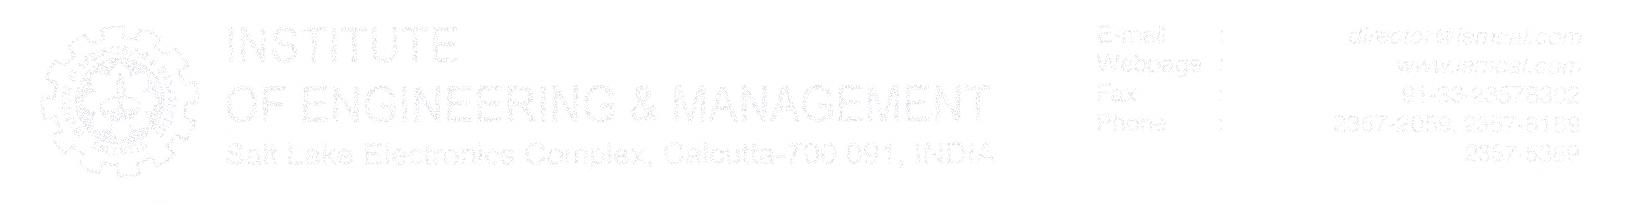 INSTITUTE
OF ENGINEERING & MANAGEMENT
Salt Lake Electronics Complex, Calcutta-700 091, INDIA
E-mail : director@iemcal.com
Webpage : www.iemcal.com
Fax : 91-33-23578302
Phone : 2357-2059, 2357-8189
2357-5389